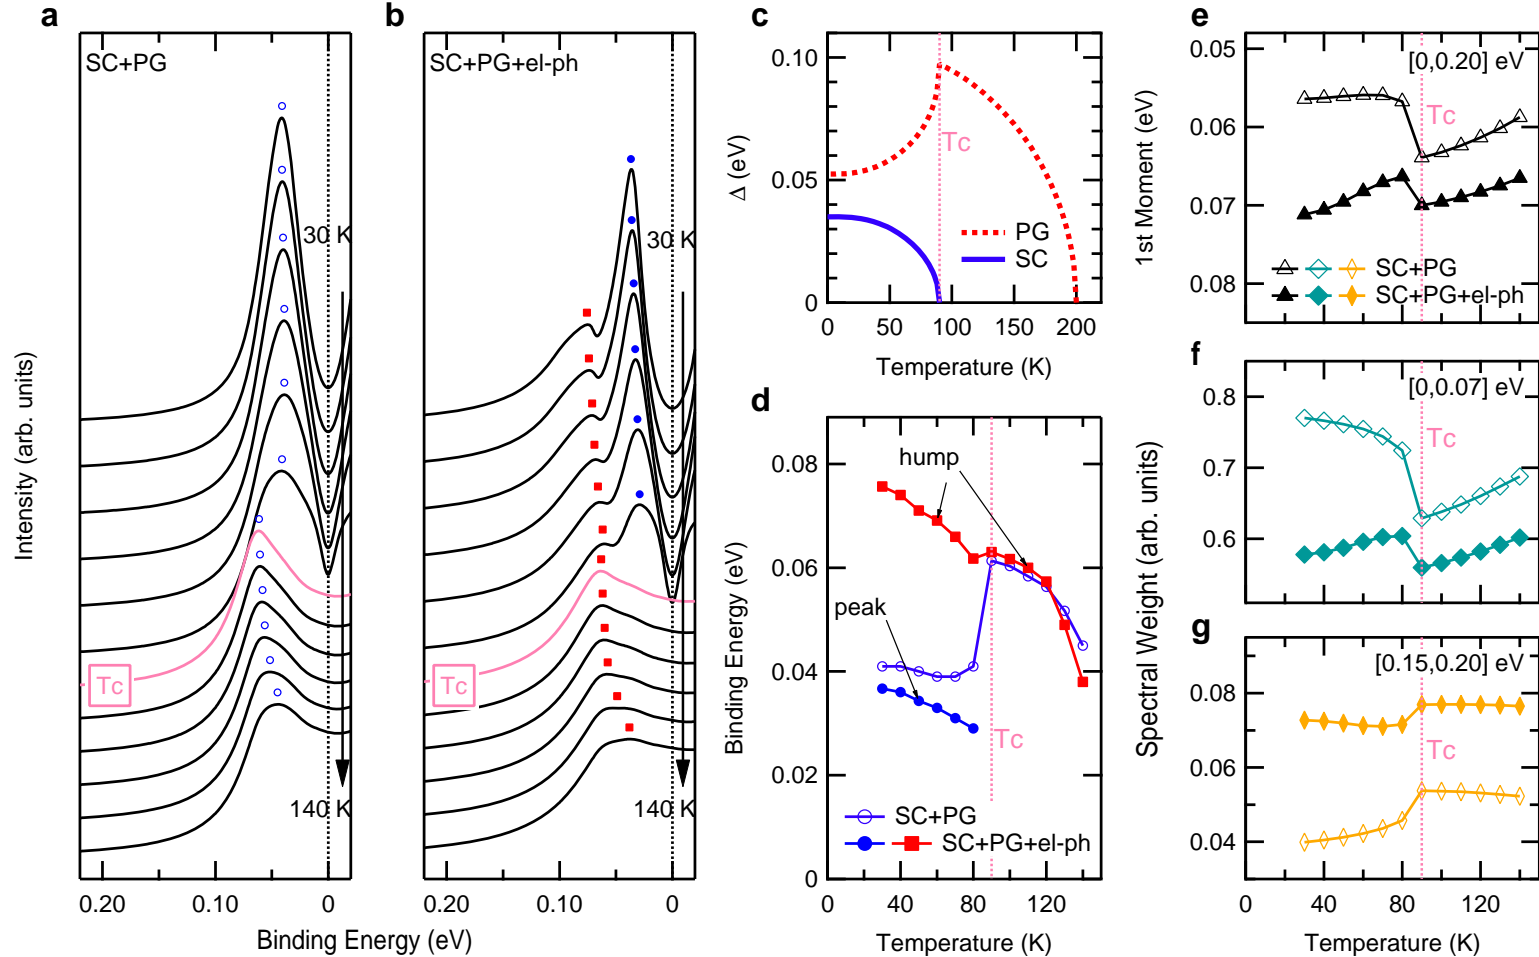 a
SC+PG
30 K
Tc
140 K
0.20
0.10
0
Intensity (arb. units)
b
SC+PG+el-ph
30 K
Tc
140 K
0.20
0.10
0
Binding Energy (eV)
c
0.10
0.05
0
Δ (eV)
Tc
PG
SC
0
50
100
150
200
Temperature (K)
d
0.08
0.06
0.04
0.02
0
Binding Energy (eV)
hump
peak
Tc
SC+PG
SC+PG+el-ph
0
40
80
120
Temperature (K)
e
0.05
0.06
0.07
0.08
1st Moment (eV)
[0,0.20] eV
Tc
SC+PG
SC+PG+el-ph
f
0.8
0.7
0.6
[0,0.07] eV
Tc
Spectral Weight (arb. units)
g
0.08
0.04
[0.15,0.20] eV
Tc
0
40
80
120
Temperature (K)